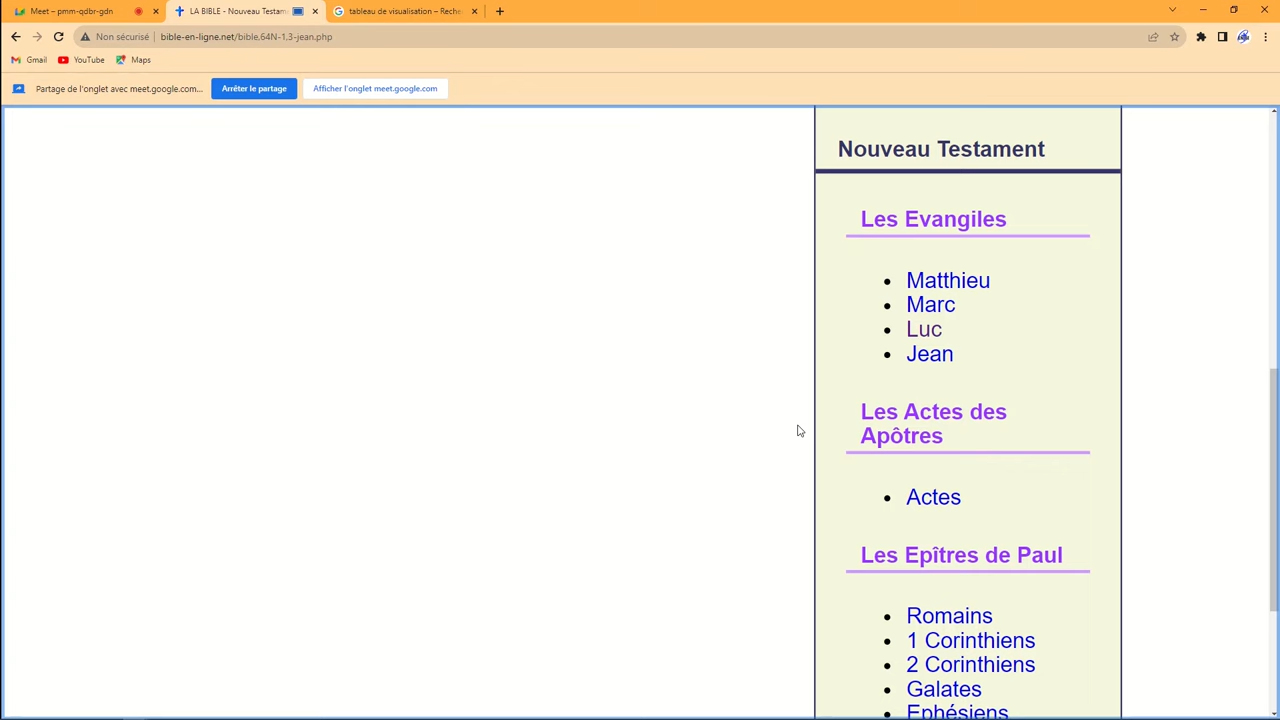 Meet – pmm-qdbr-gdn
LA BIBLE - Nouveau Testam
tableau de visualisation – Reche
Non sécurisé
bible-en-ligne.net/bible,64N-1,3-jean.php
Gmail
YouTube
Maps
Partage de l'onglet avec meet.google.com...
Arrêter le partage
Afficher l'onglet meet.google.com
Nouveau Testament
Les Evangiles
Matthieu
Marc
Luc
Jean
Les Actes des
Apôtres
Actes
Les Epîtres de Paul
Romains
1 Corinthiens
2 Corinthiens
Galates
Ephésiens